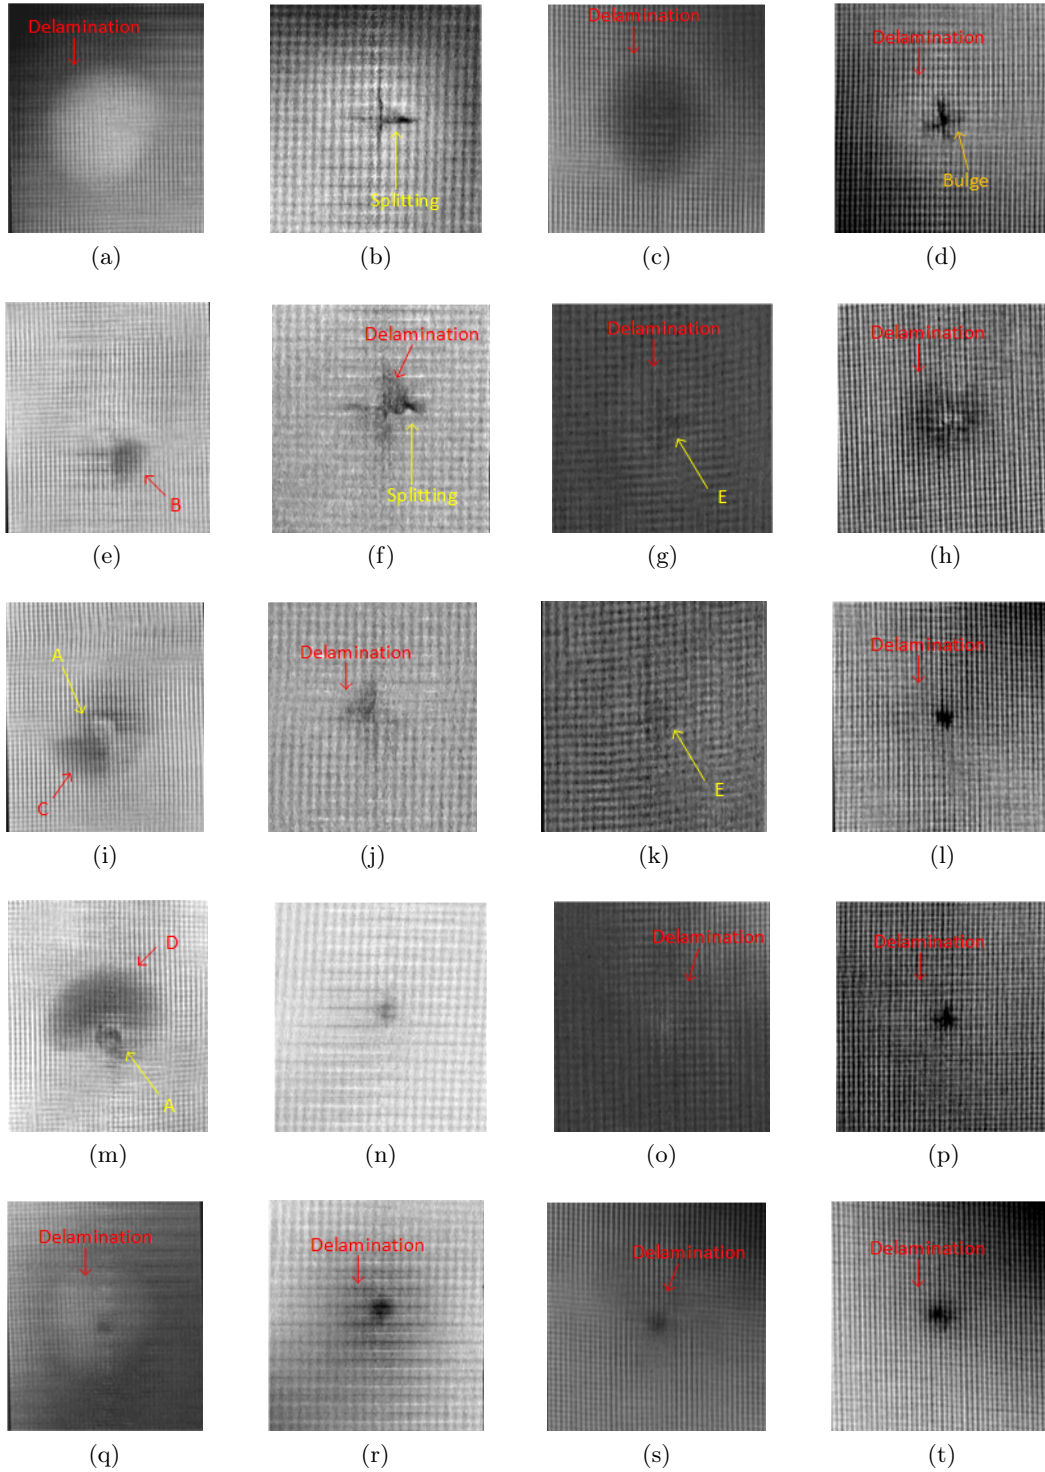 Delamination
Splitting
Delamination
Delamination
Bulge
(a)
(b)
(c)
(d)
B
Delamination
Splitting
Delamination
E
Delamination
(e)
(f)
(g)
(h)
A
C
Delamination
E
Delamination
(i)
(j)
(k)
(l)
D
A
Delamination
Delamination
(m)
(n)
(o)
(p)
Delamination
Delamination
Delamination
Delamination
(q)
(r)
(s)
(t)